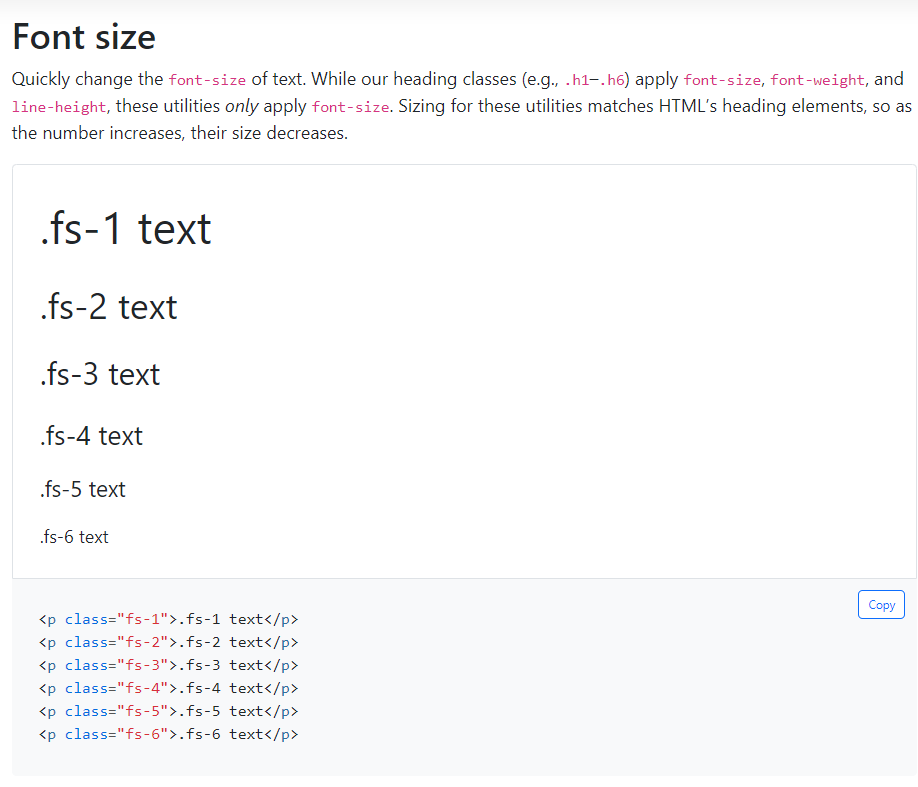 Font size
Quickly change the font-size of text. While our heading classes (e.g., .h1–.h6) apply font-size, font-weight, and
line-height, these utilities only apply font-size. Sizing for these utilities matches HTML’s heading elements, so as
the number increases, their size decreases.
.fs-1 text
.fs-2 text
.fs-3 text
.fs-4 text
.fs-5 text
.fs-6 text
Copy
<p class="fs-1">.fs-1 text</p>
<p class="fs-2">.fs-2 text</p>
<p class="fs-3">.fs-3 text</p>
<p class="fs-4">.fs-4 text</p>
<p class="fs-5">.fs-5 text</p>
<p class="fs-6">.fs-6 text</p>